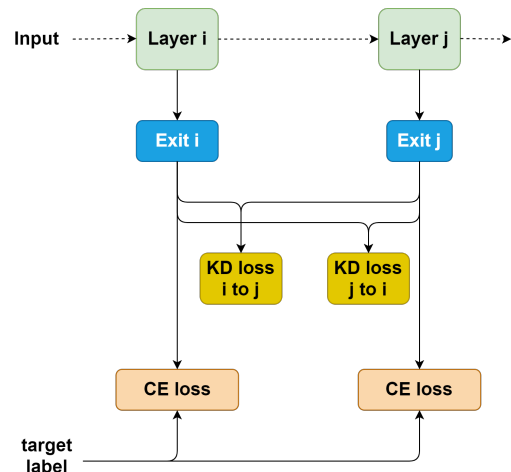 Input
Layer i
Layer j
Exit i
Exit j
KD loss
i to j
KD loss
j to i
CE loss
CE loss
target
label